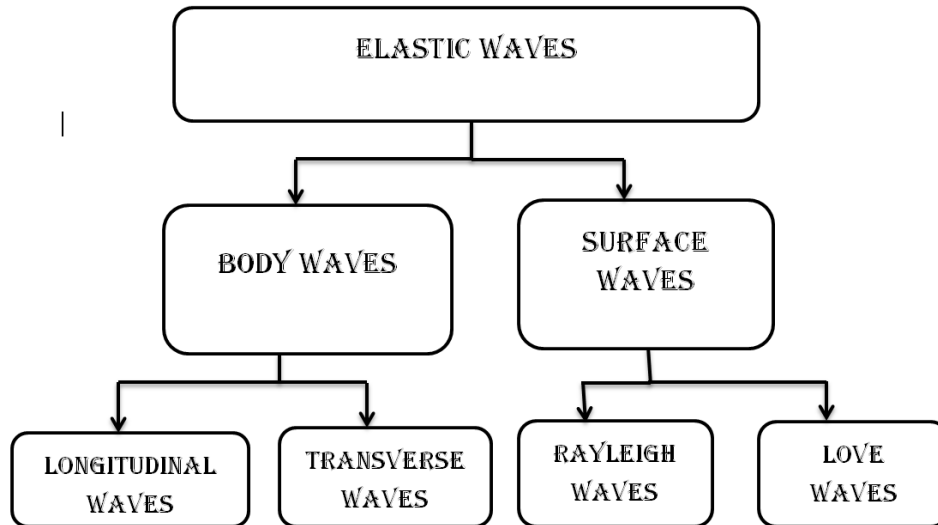 ELASTIC WAVES
BODY WAVES
SURFACE
WAVES
LONGITUDINAL
WAVES
TRANSVERSE
WAVES
RAYLEIGH
WAVES
LOVE
WAVES